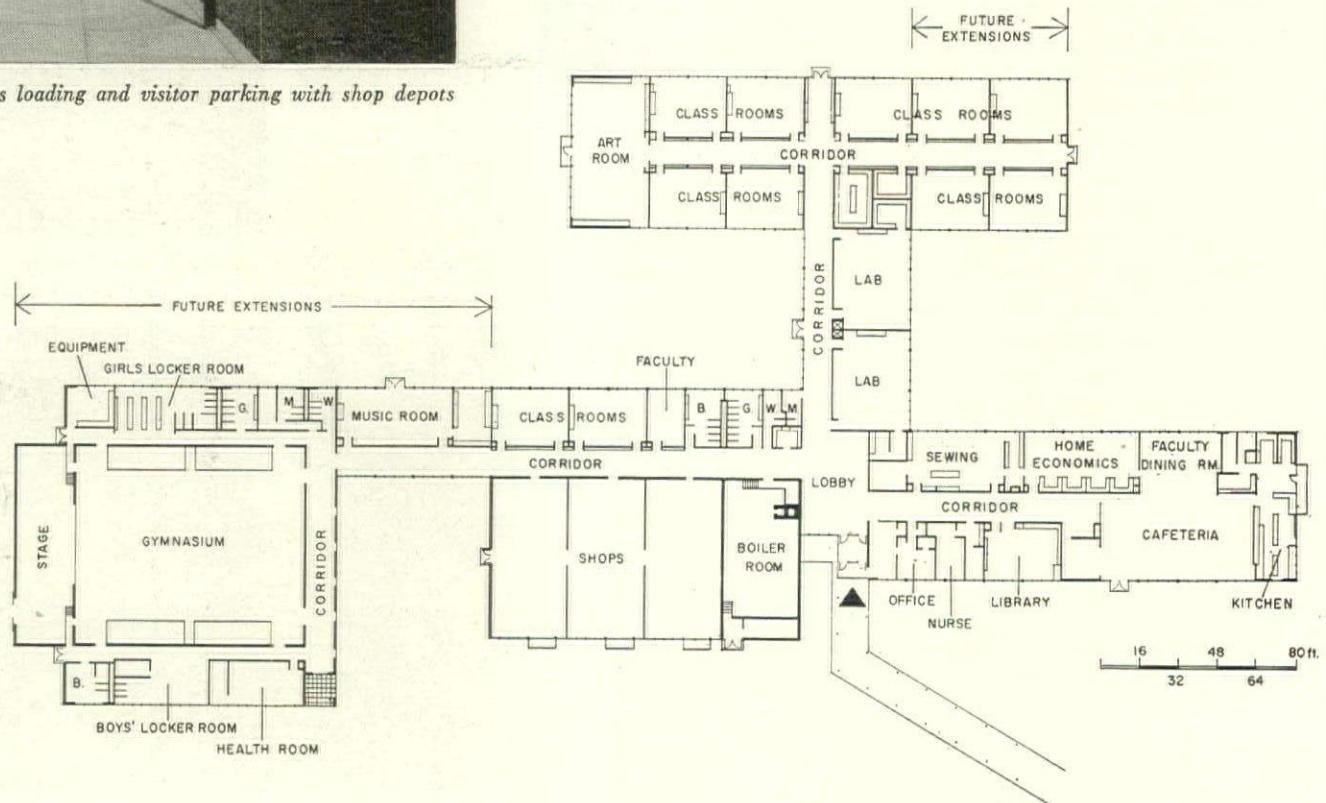 s loading and visitor parking with shop depots
FUTURE
EXTENSIONS
CLASS ROOMS
CLASS ROOMS
ART
ROOM
CORRIDOR
CLASS ROOMS
CLASS ROOMS
CORRIDOR
LAB
LAB
FUTURE EXTENSIONS
EQUIPMENT
GIRLS LOCKER ROOM
G.
M.
W.
MUSIC ROOM
CLASS ROOMS
FACULTY
B.
G.
W.
M.
CORRIDOR
LOBBY
SEWING
HOME
ECONOMICS
FACULTY
DINING RM.
CORRIDOR
CAFETERIA
STAGE
GYMNASIUM
CORRIDOR
SHOPS
BOILER
ROOM
OFFICE
NURSE
LIBRARY
KITCHEN
B.
BOYS' LOCKER ROOM
HEALTH ROOM
16 48 80 ft.
32 64